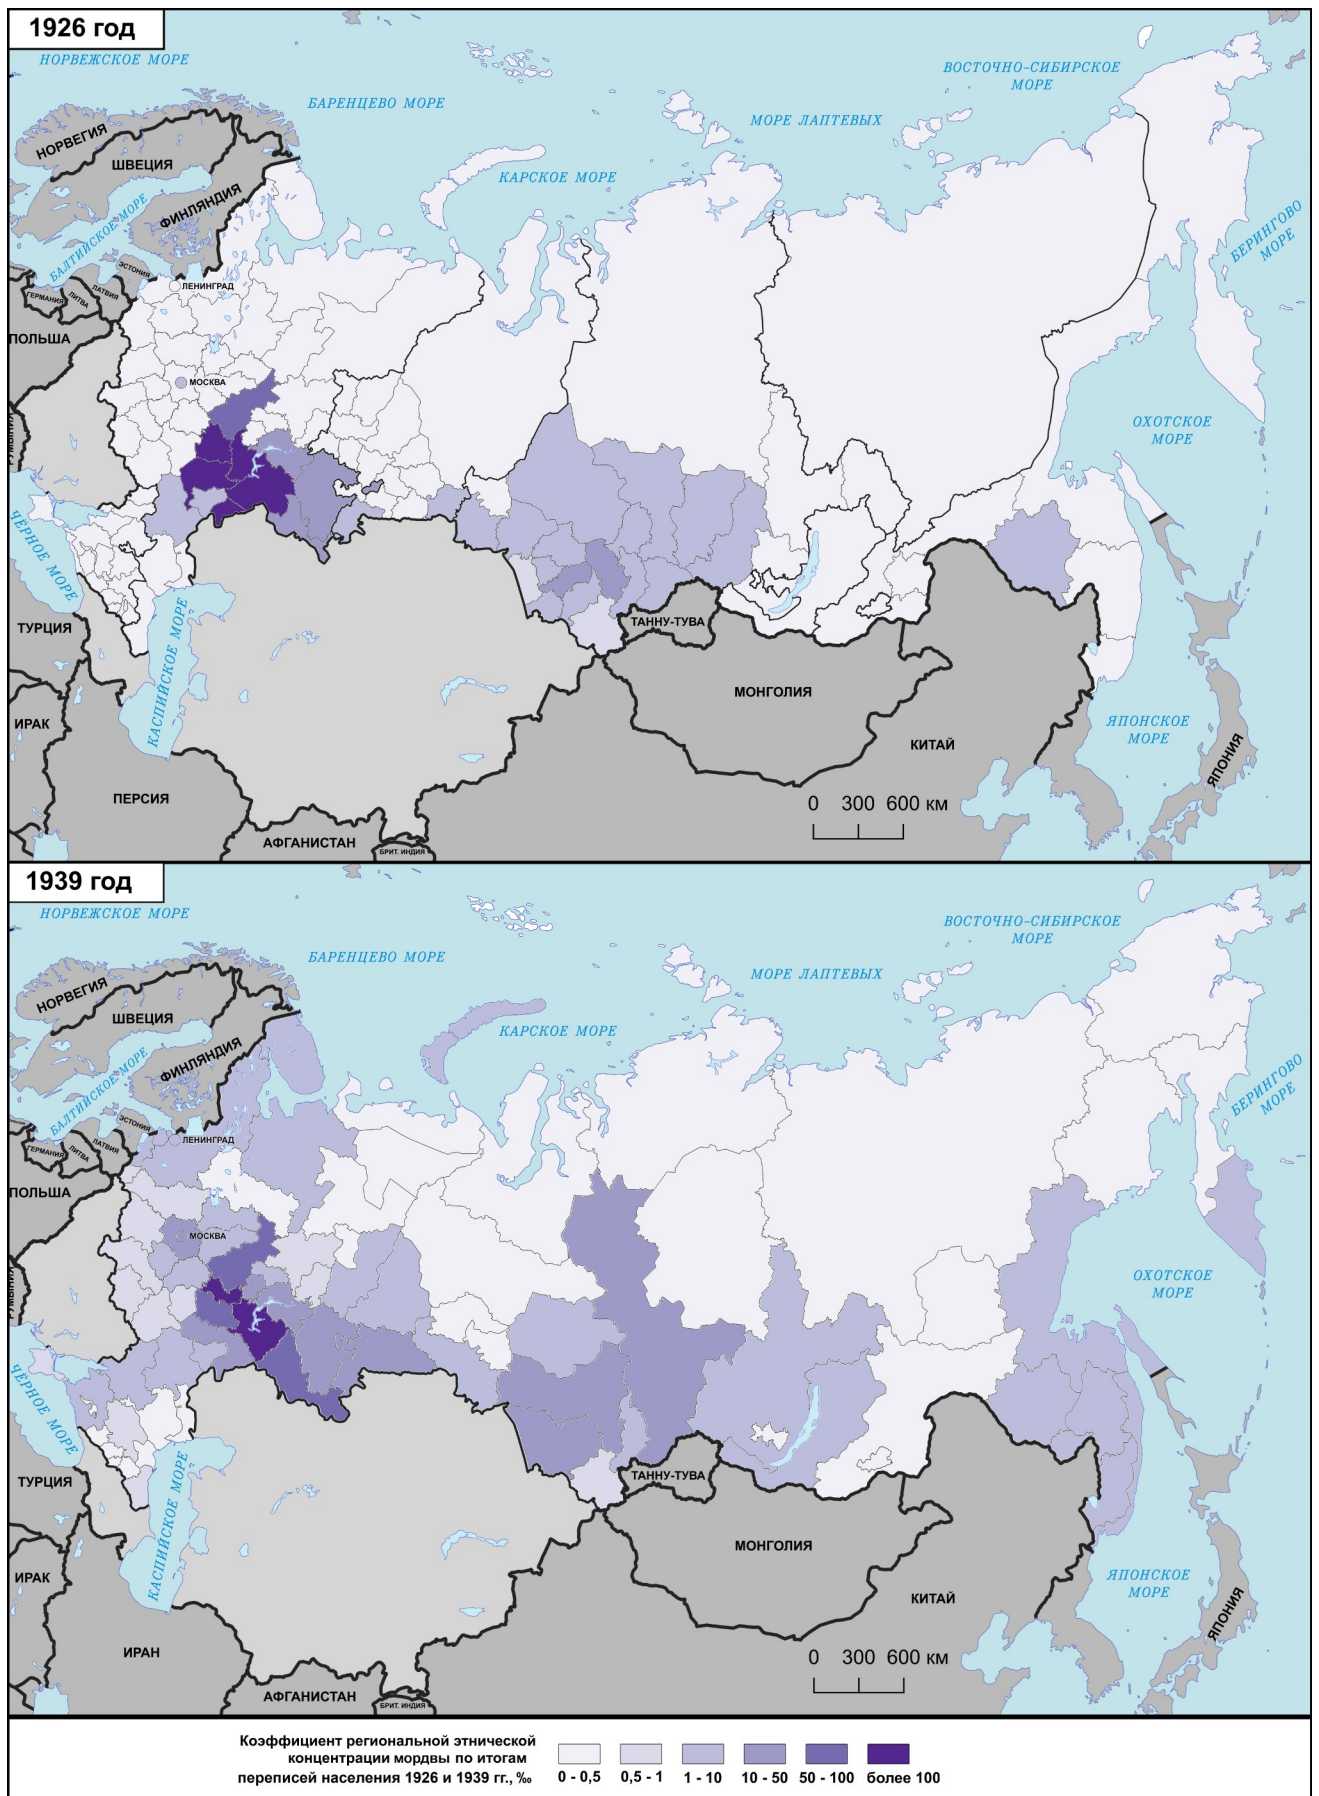 1926 год
НОРВЕЖСКОЕ МОРЕ
БАРЕНЦЕВО МОРЕ
ВОСТОЧНО-СИБИРСКОЕ
МОРЕ
МОРЕ ЛАПТЕВЫХ
КАРСКОЕ МОРЕ
НОРВЕГИЯ
ШВЕЦИЯ
ФИНЛЯНДИЯ
БАЛТИЙСКОЕ МОРЕ
БЕРИНГОВО
МОРЕ
ЭСТОНИЯ
ЛАТВИЯ
ЛИТВА
ГЕРМАНИЯ
ЛЕНИНГРАД
ПОЛЬША
МОСКВА
РУМЫНИЯ
ОХОТСКОЕ
МОРЕ
ЧЁРНОЕ МОРЕ
ТУРЦИЯ
КАСПИЙСКОЕ МОРЕ
ТАННУ-ТУВА
МОНГОЛИЯ
ИРАК
КИТАЙ
ЯПОНСКОЕ
МОРЕ
ЯПОНИЯ
ПЕРСИЯ
АФГАНИСТАН
БРИТ. ИНДИЯ
0 300 600 км
1939 год
НОРВЕЖСКОЕ МОРЕ
БАРЕНЦЕВО МОРЕ
ВОСТОЧНО-СИБИРСКОЕ
МОРЕ
МОРЕ ЛАПТЕВЫХ
КАРСКОЕ МОРЕ
НОРВЕГИЯ
ШВЕЦИЯ
ФИНЛЯНДИЯ
БАЛТИЙСКОЕ МОРЕ
БЕРИНГОВО
МОРЕ
ЭСТОНИЯ
ЛАТВИЯ
ЛИТВА
ГЕРМАНИЯ
ЛЕНИНГРАД
ПОЛЬША
МОСКВА
РУМЫНИЯ
ОХОТСКОЕ
МОРЕ
ЧЁРНОЕ МОРЕ
ТУРЦИЯ
КАСПИЙСКОЕ МОРЕ
ТАННУ-ТУВА
МОНГОЛИЯ
ИРАК
КИТАЙ
ЯПОНСКОЕ
МОРЕ
ЯПОНИЯ
ИРАН
АФГАНИСТАН
БРИТ. ИНДИЯ
0 300 600 км
Коэффициент региональной этнической
концентрации мордвы по итогам
переписей населения 1926 и 1939 гг., ‰
0 - 0,5 0,5 - 1 1 - 10 10 - 50 50 - 100 более 100